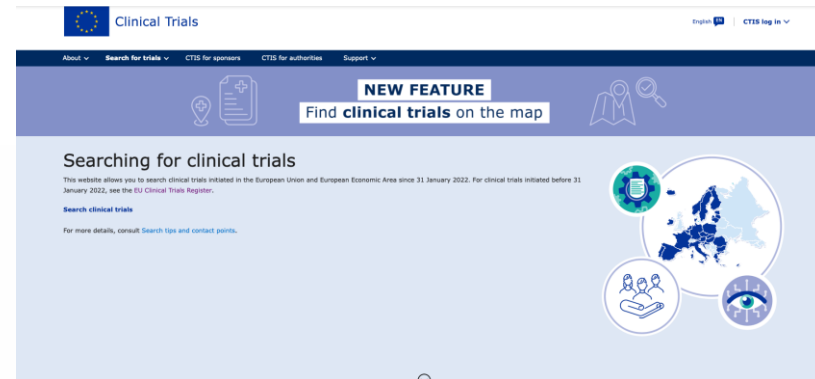 Clinical Trials
English EN
CTIS log in
About
Search for trials
CTIS for sponsors
CTIS for authorities
Support
NEW FEATURE
Find clinical trials on the map
Searching for clinical trials
This website allows you to search clinical trials initiated in the European Union and European Economic Area since 31 January 2022. For clinical trials initiated before 31
January 2022, see the EU Clinical Trials Register.
Search clinical trials
For more details, consult Search tips and contact points.